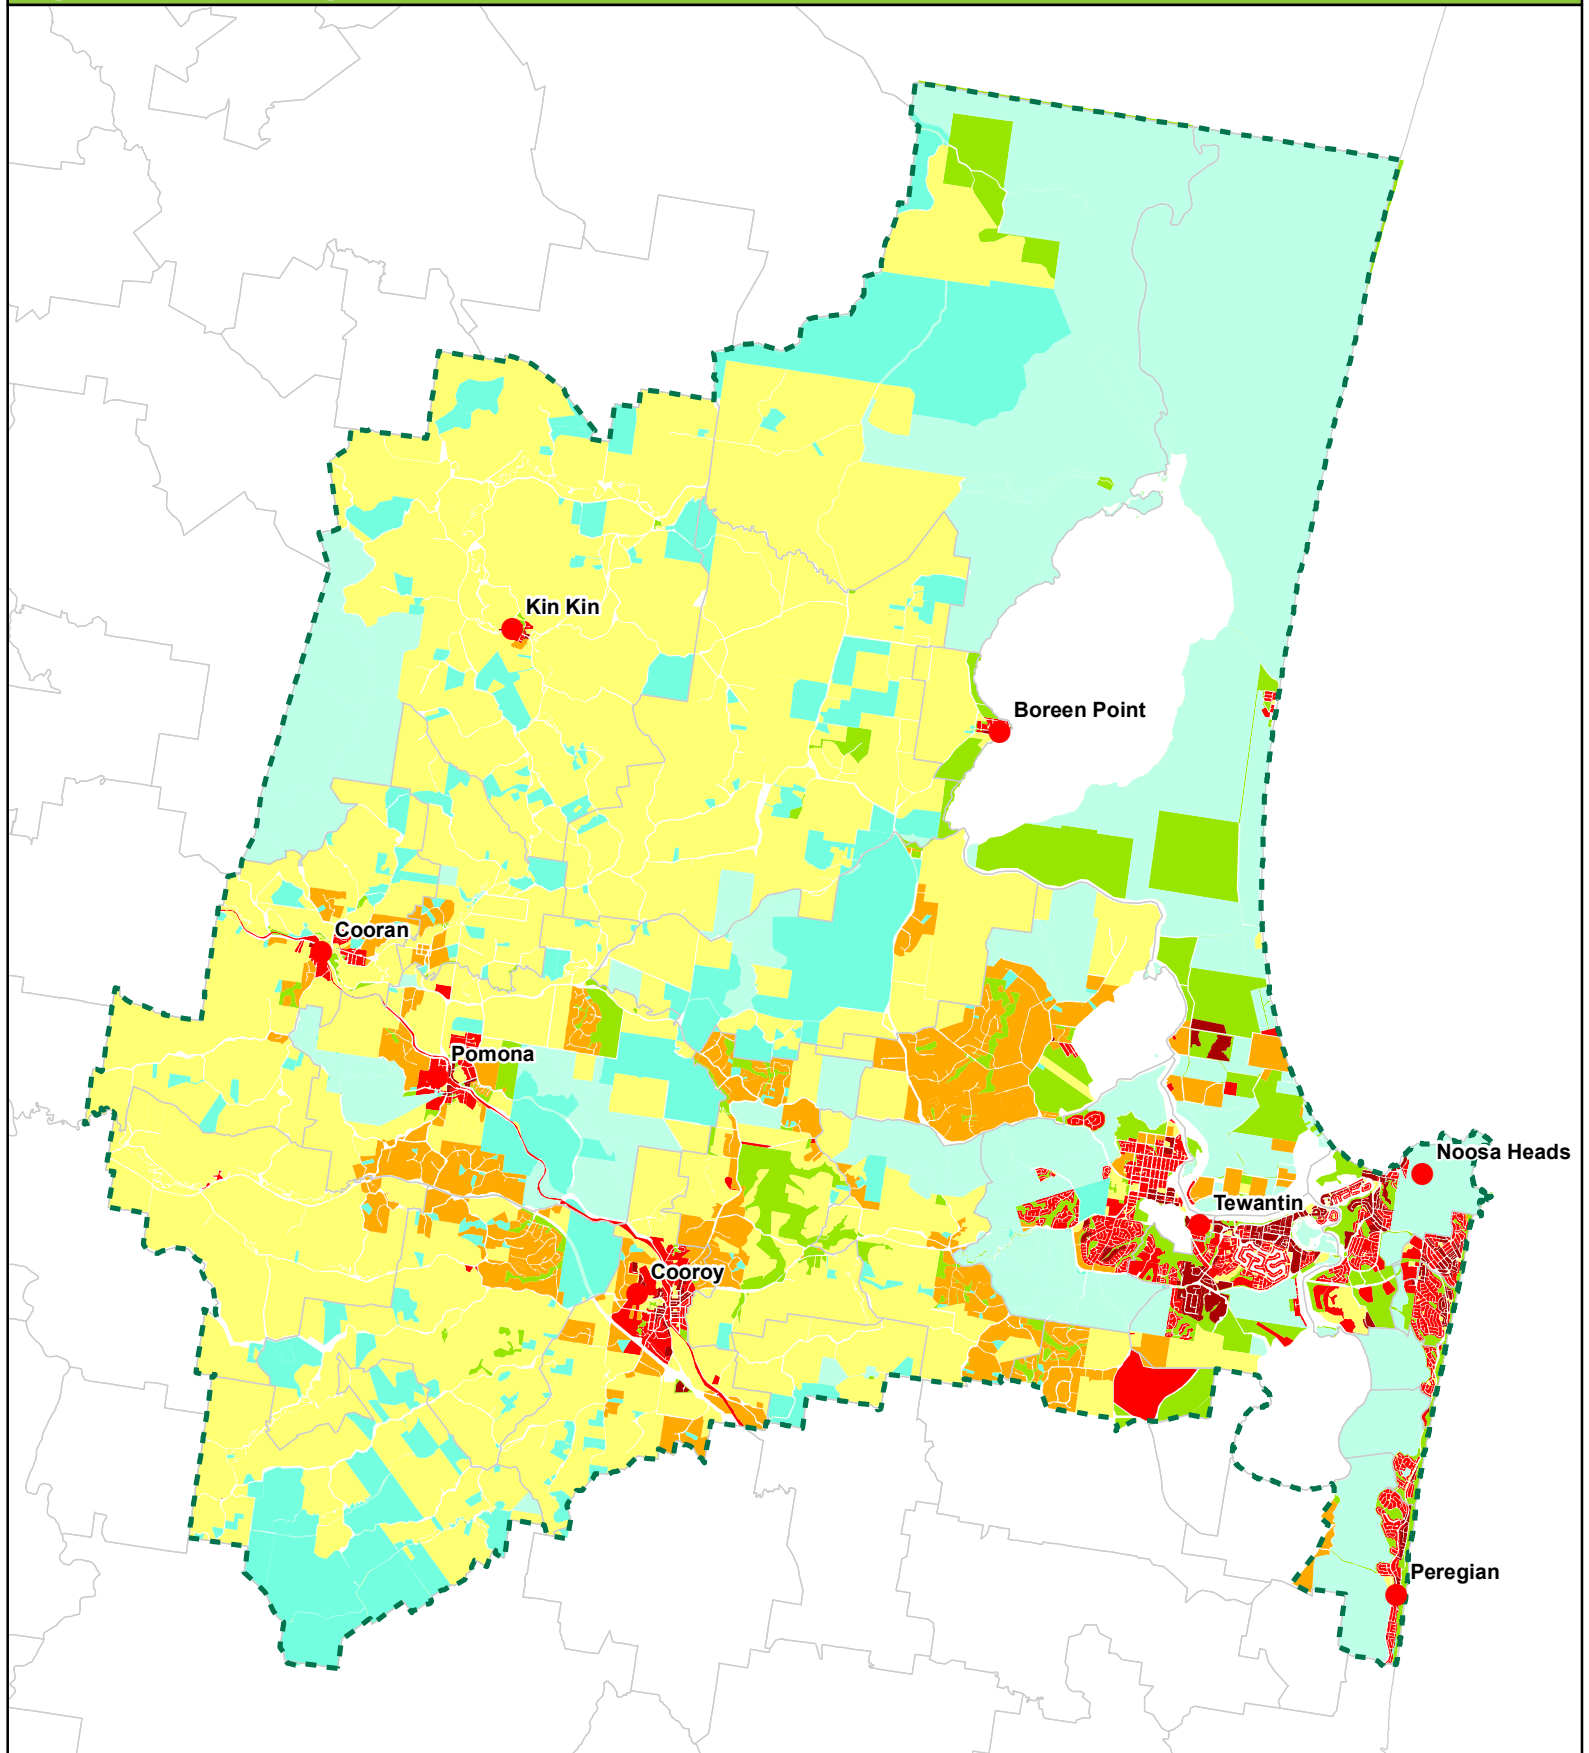 Kin Kin
Boreen Point
Cooran
Pomona
Noosa Heads
Tewantin
Cooroy
Peregian